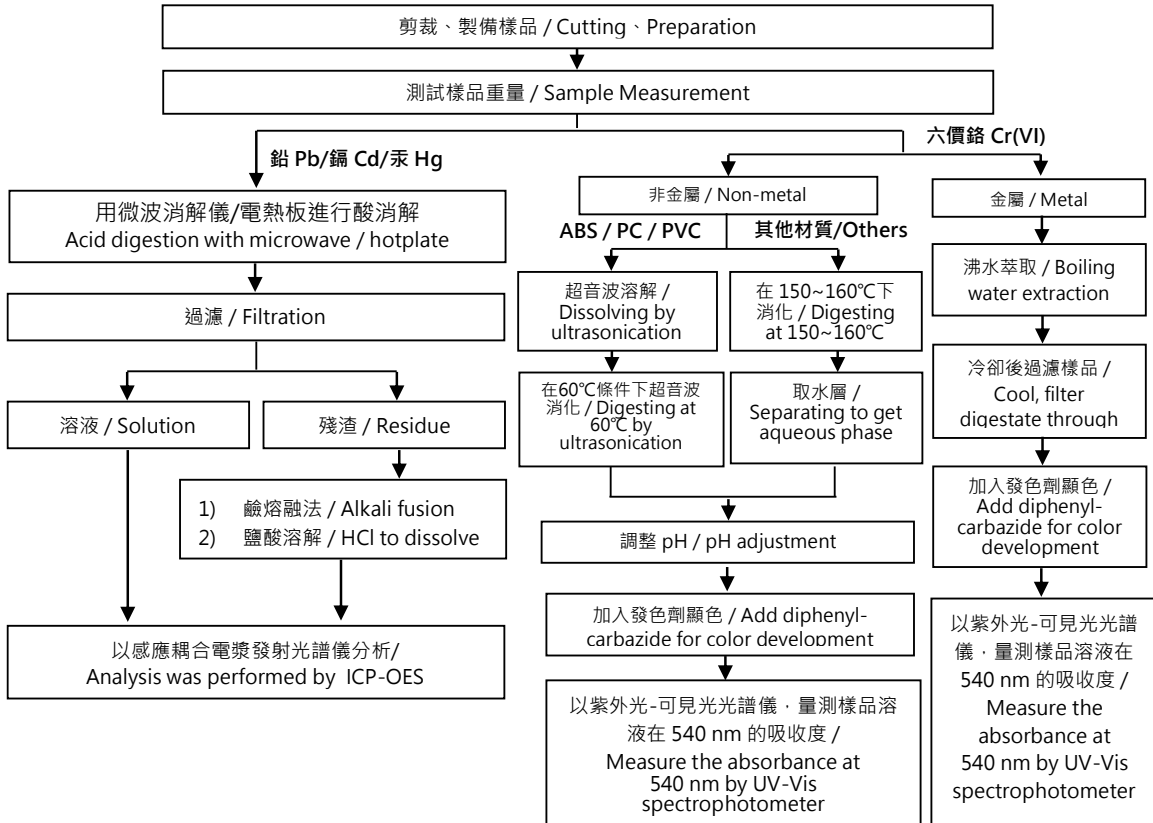 剪裁、製備樣品 / Cutting、Preparation
測試樣品重量 / Sample Measurement
鉛 Pb/鎘 Cd/汞 Hg
六價鉻 Cr(VI)
用微波消解儀/電熱板進行酸消解
Acid digestion with microwave / hotplate
過濾 / Filtration
溶液 / Solution
殘渣 / Residue
1) 鹼熔融法 / Alkali fusion
2) 鹽酸溶解 / HCl to dissolve
以感應耦合電漿發射光譜儀分析/
Analysis was performed by ICP-OES
非金屬 / Non-metal
ABS / PC / PVC
其他材質/Others
超音波溶解 /
Dissolving by
ultrasonication
在60℃條件下超音波
消化 / Digesting at
60℃ by
ultrasonication
在 150~160℃下
消化 / Digesting
at 150~160℃
取水層 /
Separating to get
aqueous phase
調整 pH / pH adjustment
加入發色劑顯色 / Add diphenyl-
carbazide for color development
以紫外光-可見光光譜儀，量測樣品溶
液在 540 nm 的吸收度 /
Measure the absorbance at
540 nm by UV-Vis
spectrophotometer
金屬 / Metal
沸水萃取 / Boiling
water extraction
冷卻後過濾樣品 /
Cool, filter
digestate through
加入發色劑顯色 /
Add diphenyl-
carbazide for color
development
以紫外光-可見光光譜
儀，量測樣品溶液在
540 nm 的吸收度 /
Measure the
absorbance at
540 nm by UV-Vis
spectrophotometer